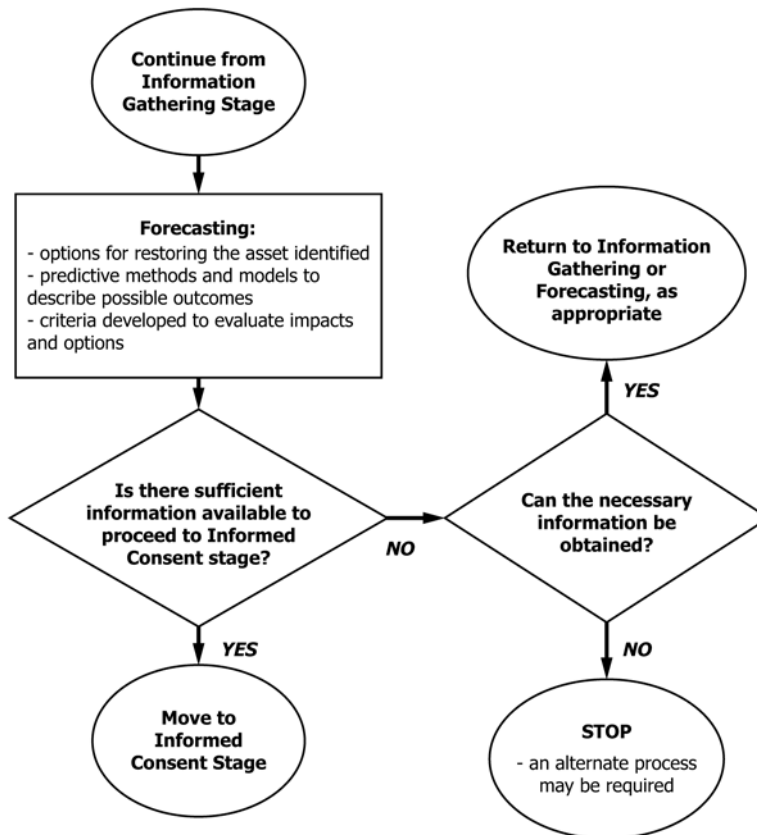 Continue from
Information
Gathering Stage
Forecasting:
- options for restoring the asset identified
- predictive methods and models to
describe possible outcomes
- criteria developed to evaluate impacts
and options
Return to Information
Gathering or
Forecasting, as
appropriate
YES
Is there sufficient
information available to
proceed to Informed
Consent stage?
NO
Can the necessary
information be
obtained?
YES
NO
Move to
Informed
Consent Stage
STOP
- an alternate process
may be required